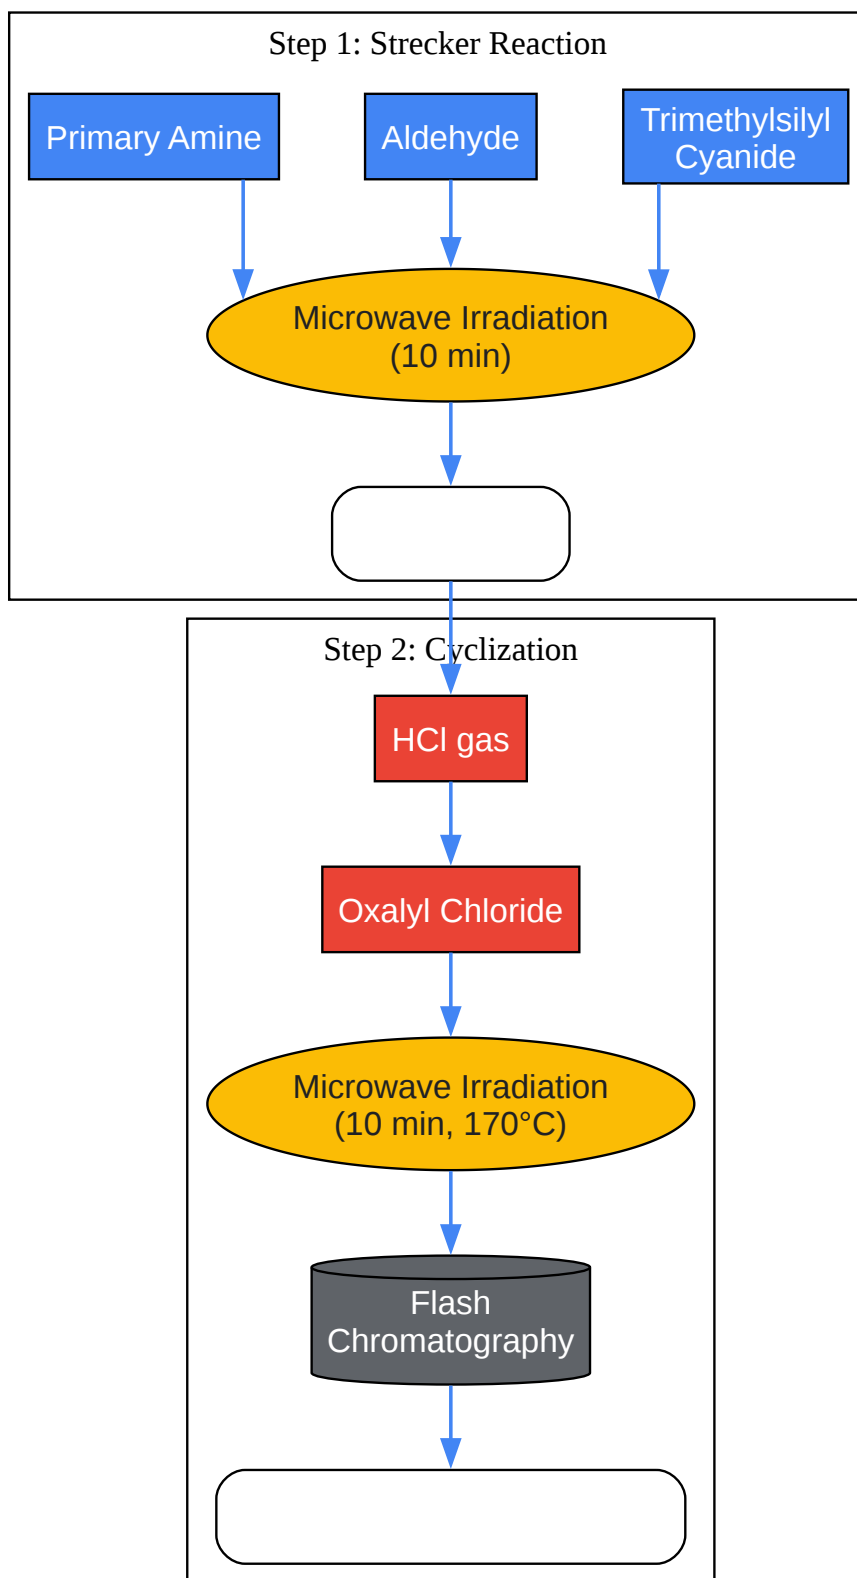 Step 1: Strecker Reaction
Primary Amine
Aldehyde
Trimethylsilyl
Cyanide
Microwave Irradiation
(10 min)
Step 2: Cyclization
HCl gas
Oxalyl Chloride
Microwave Irradiation
(10 min, 170°C)
Flash
Chromatography